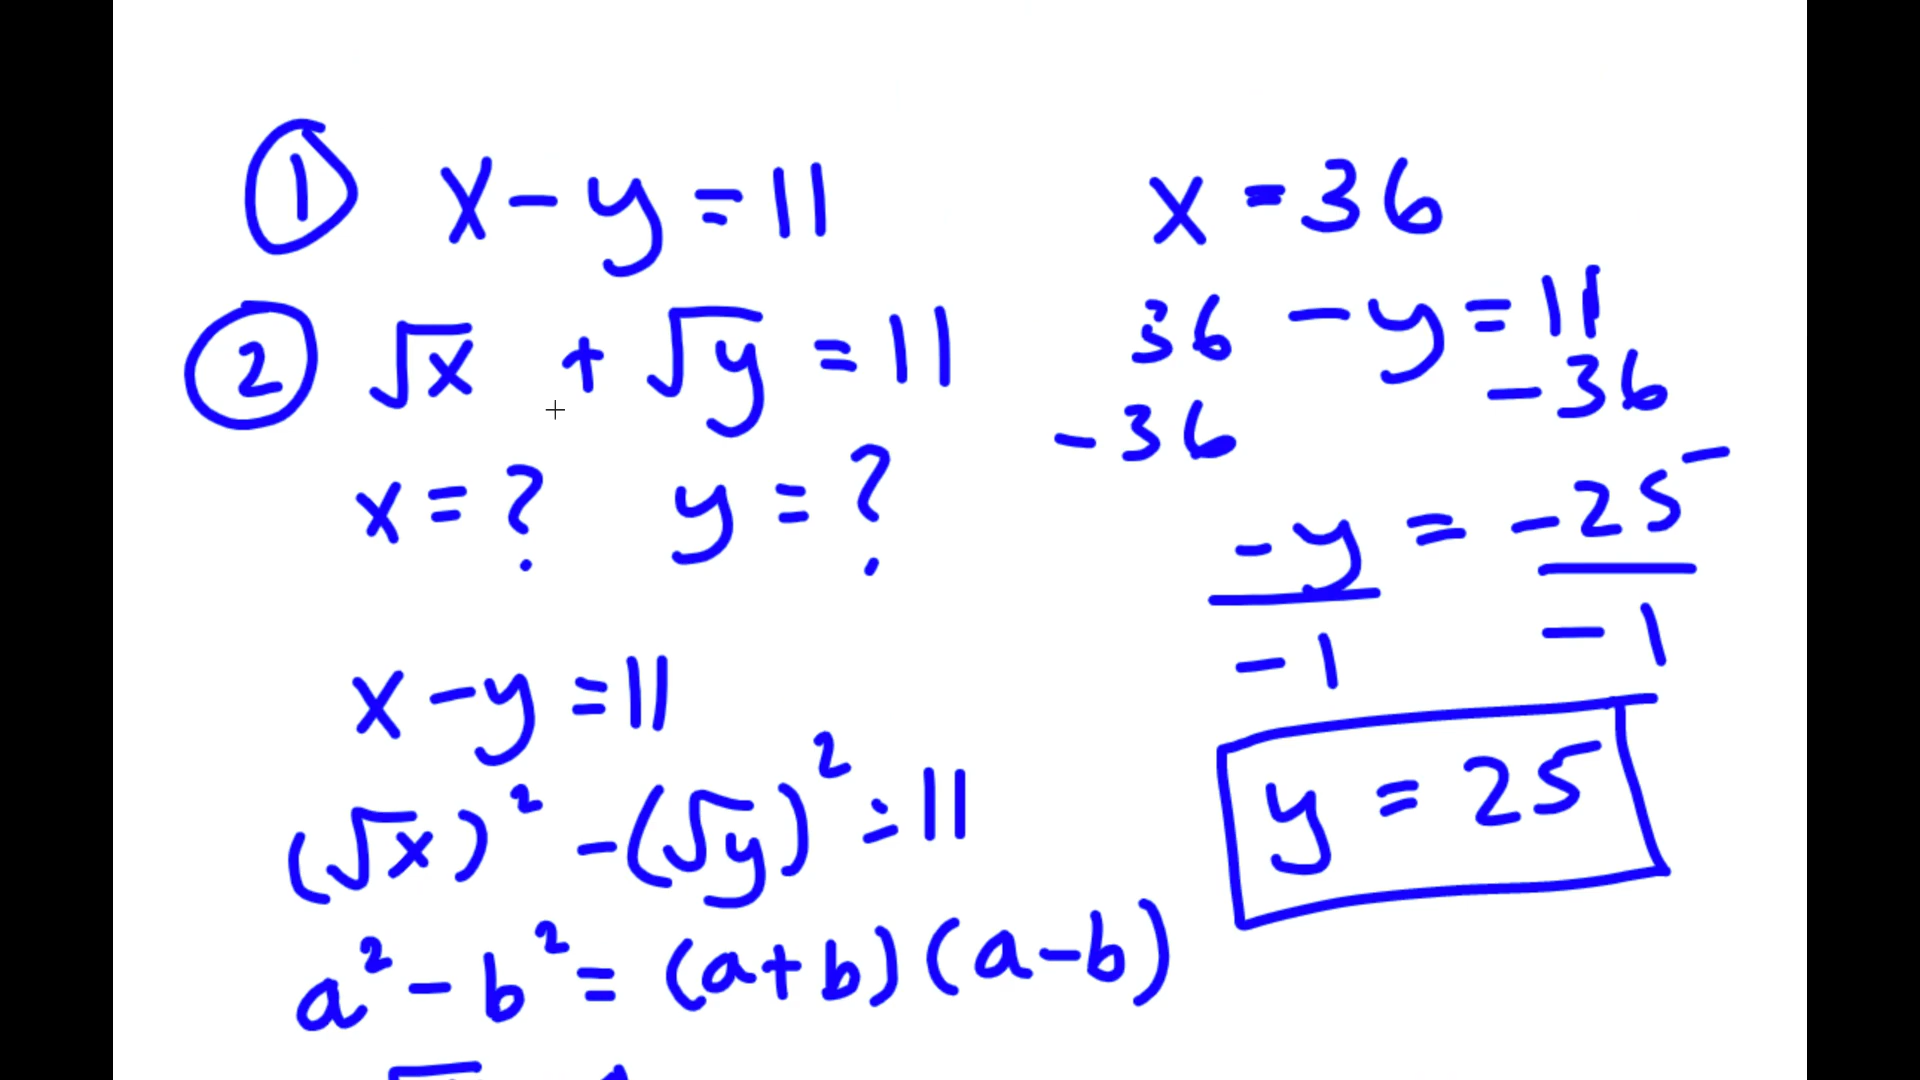 ① x - y = 11
② √x + √y = 11
x = ? y = ?
x - y = 11
(√x)² - (√y)² = 11
a² - b² = (a + b) (a - b)
x = 36
36 - y = 11
-36 -36
-y = -25
-1 -1
y = 25